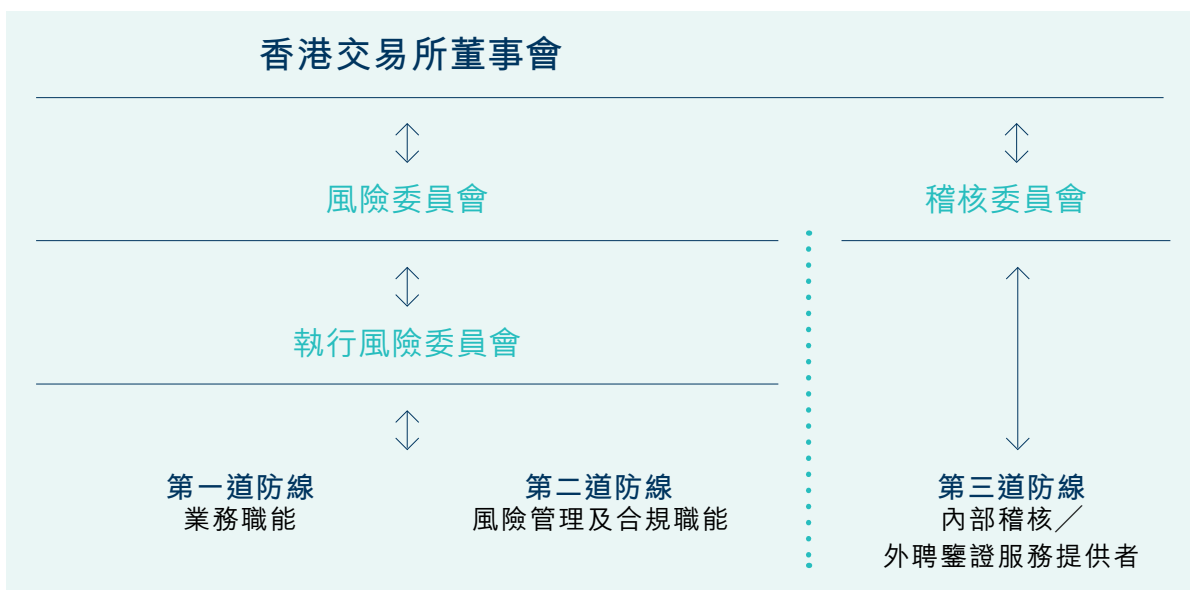 香港交易所董事會
風險委員會
稽核委員會
執行風險委員會
第一道防線
業務職能
第二道防線
風險管理及合規職能
第三道防線
內部稽核／
外聘鑒證服務提供者